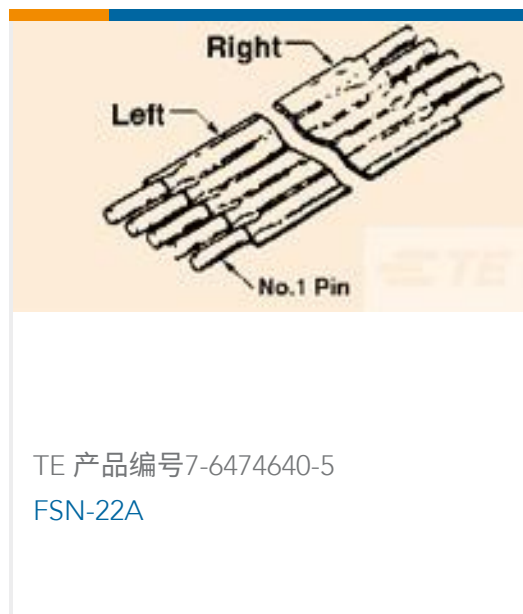 Right
Left
No.1 Pin
TE
TE 产品编号7-6474640-5
FSN-22A